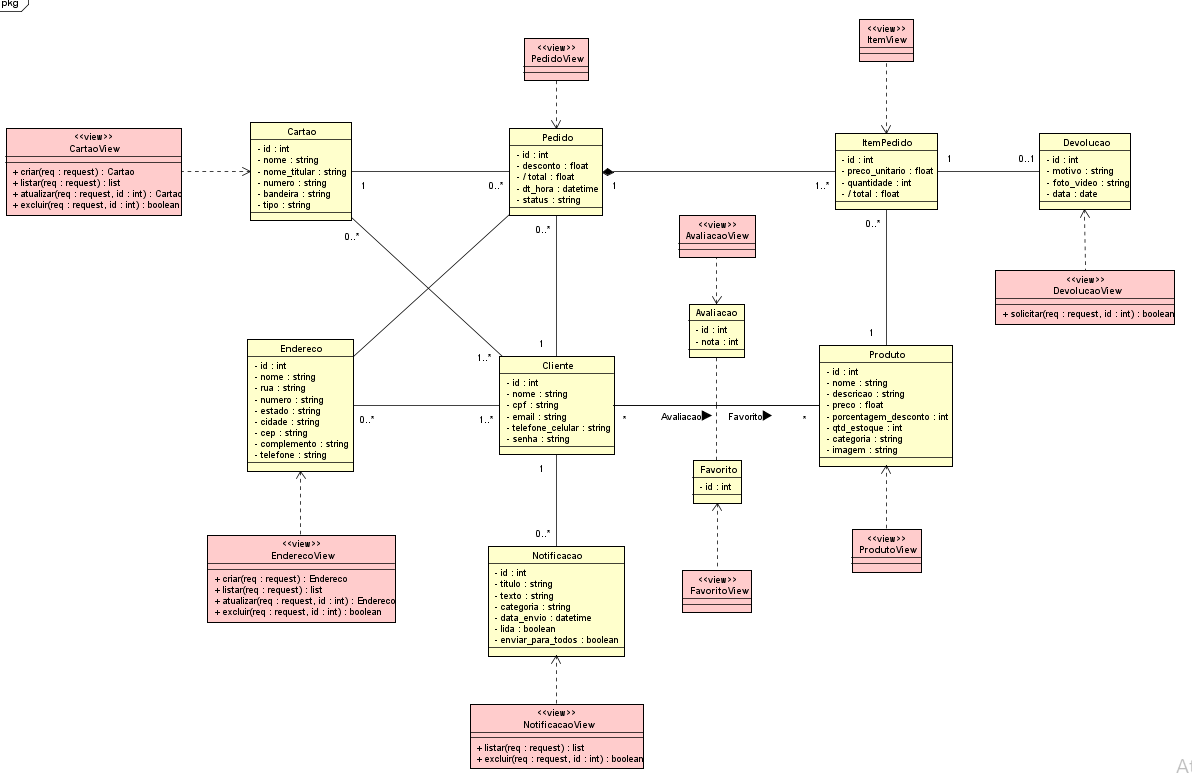 pkg
<<view>>
PedidoView
<<view>>
ItemView
<<view>>
CartaoView
+ criar(req : request) : Cartao
+ listar(req : request) : list
+ atualizar(req : request, id : int) : Cartao
+ excluir(req : request, id : int) : boolean
Cartao
- id : int
- nome : string
- nome_titular : string
- numero : string
- bandeira : string
- tipo : string
1
0..*
Pedido
- id : int
- desconto : float
- / total : float
- dt_hora : datetime
- status : string
1
1..*
ItemPedido
- id : int
- preco_unitario : float
- quantidade : int
- / total : float
1
0..1
Devolucao
- id : int
- motivo : string
- foto_video : string
- data : date
0..*
0..*
0..*
<<view>>
AvaliacaoView
<<view>>
DevolucaoView
+ solicitar(req : request, id : int) : boolean
Avaliacao
- id : int
- nota : int
1
1..*
1
Endereco
- id : int
- nome : string
- rua : string
- numero : string
- estado : string
- cidade : string
- cep : string
- complemento : string
- telefone : string
0..*
1..*
Cliente
- id : int
- nome : string
- cpf : string
- email : string
- telefone_celular : string
- senha : string
*
Avaliacao
Favorito
*
Produto
- id : int
- nome : string
- descricao : string
- preco : float
- porcentagem_desconto : int
- qtd_estoque : int
- categoria : string
- imagem : string
1
0..*
Favorito
- id : int
<<view>>
EnderecoView
+ criar(req : request) : Endereco
+ listar(req : request) : list
+ atualizar(req : request, id : int) : Endereco
+ excluir(req : request, id : int) : boolean
Notificacao
- id : int
- titulo : string
- texto : string
- categoria : string
- data_envio : datetime
- lida : boolean
- enviar_para_todos : boolean
<<view>>
FavoritoView
<<view>>
ProdutoView
<<view>>
NotificacaoView
+ listar(req : request) : list
+ excluir(req : request, id : int) : boolean